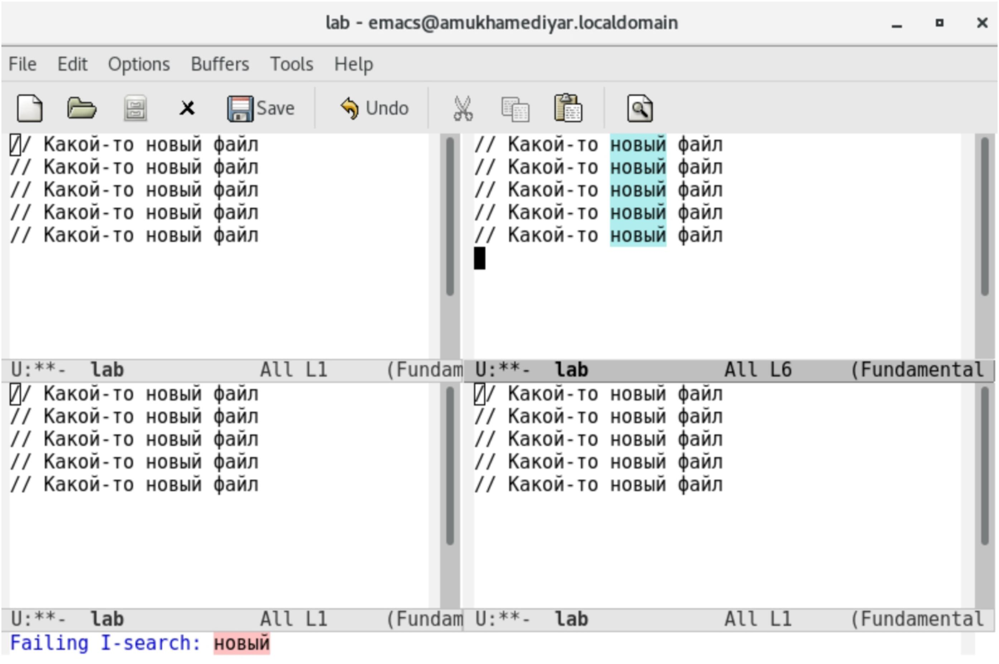 lab - emacs@amukhamediyar.localdomain
File Edit Options Buffers Tools Help
Save Undo
// Какой-то новый файл
// Какой-то новый файл
// Какой-то новый файл
// Какой-то новый файл
// Какой-то новый файл
U:**- lab All L1 (Fundam
// Какой-то новый файл
// Какой-то новый файл
// Какой-то новый файл
// Какой-то новый файл
// Какой-то новый файл
U:**- lab All L6 (Fundamental
// Какой-то новый файл
// Какой-то новый файл
// Какой-то новый файл
// Какой-то новый файл
// Какой-то новый файл
U:**- lab All L1 (Fundam
// Какой-то новый файл
// Какой-то новый файл
// Какой-то новый файл
// Какой-то новый файл
// Какой-то новый файл
U:**- lab All L1 (Fundamental
Failing I-search: новый